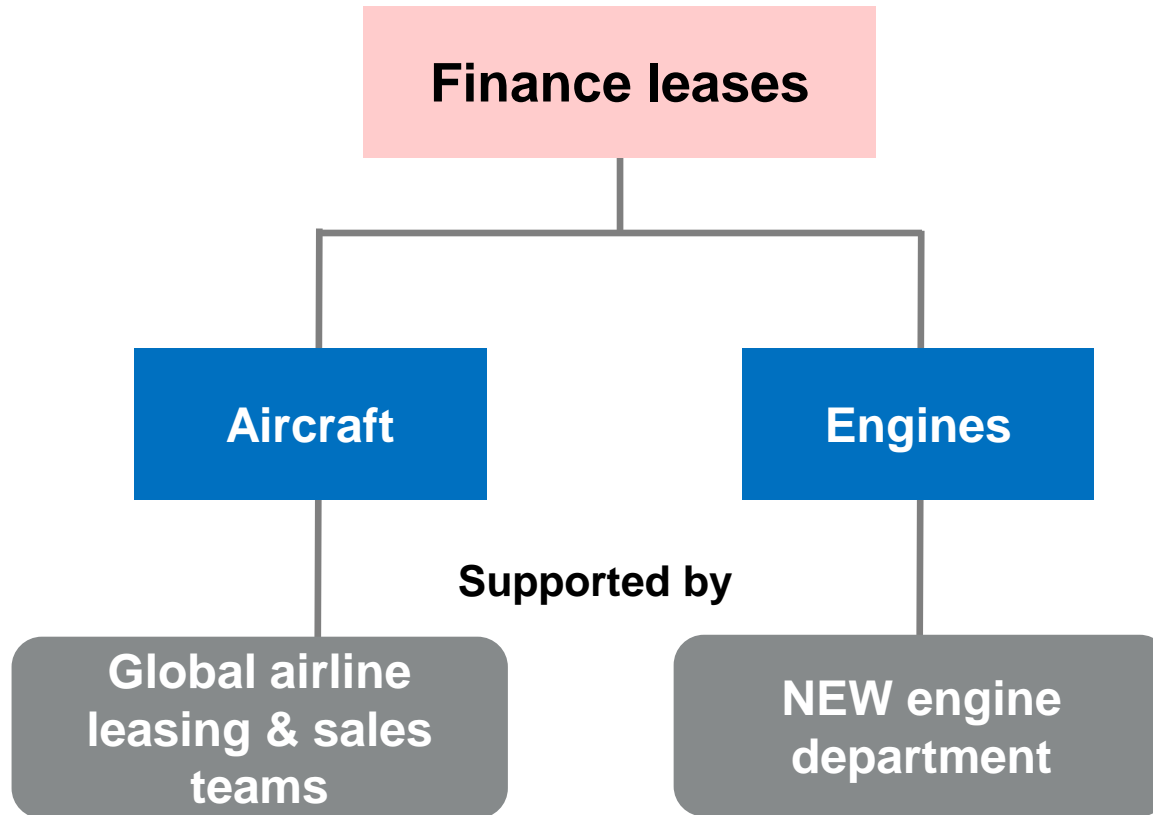 Finance leases
Aircraft
Engines
Supported by
Global airline
leasing & sales
teams
NEW engine
department